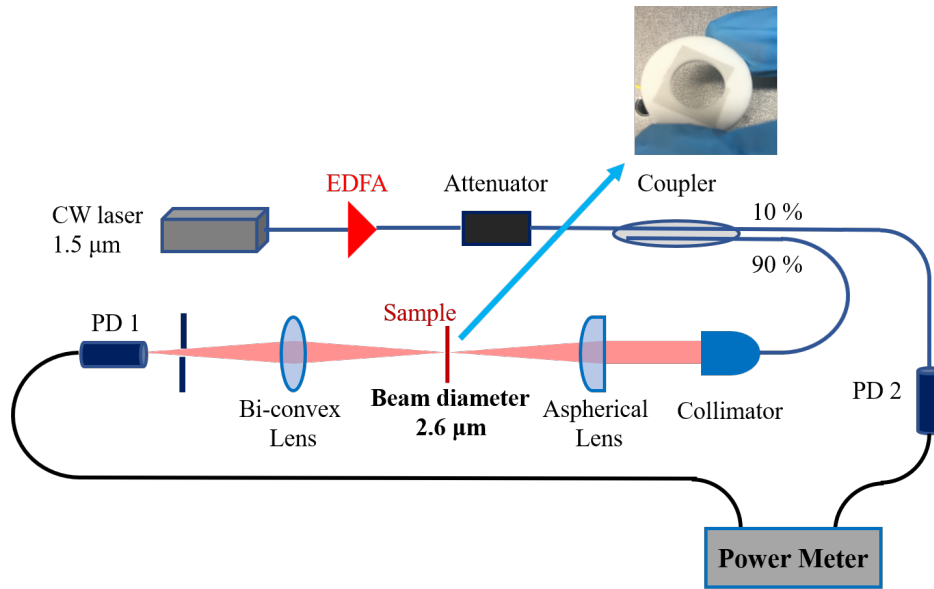 EDFA
Attenuator
Coupler
CW laser
1.5 μm
10 %
90 %
PD 1
Sample
Bi-convex
Lens
Beam diameter
2.6 μm
Aspherical
Lens
Collimator
PD 2
Power Meter